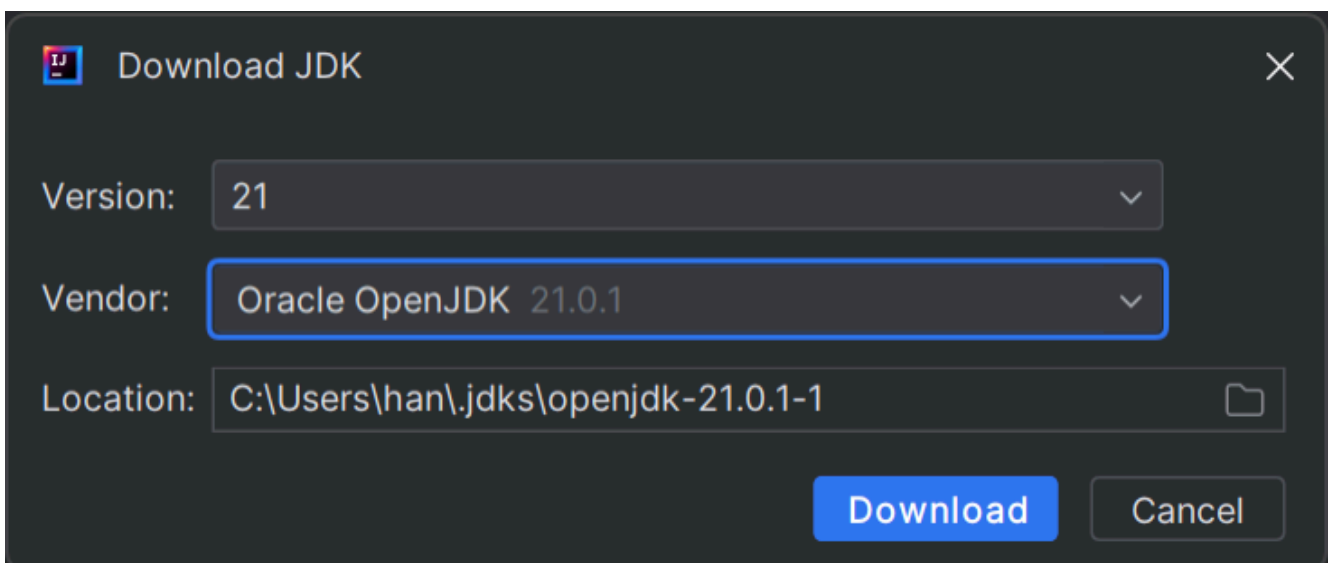 IJ
Download JDK
Version: 21
Vendor: Oracle OpenJDK 21.0.1
Location: C:\Users\han\.jdks\openjdk-21.0.1-1
Download Cancel